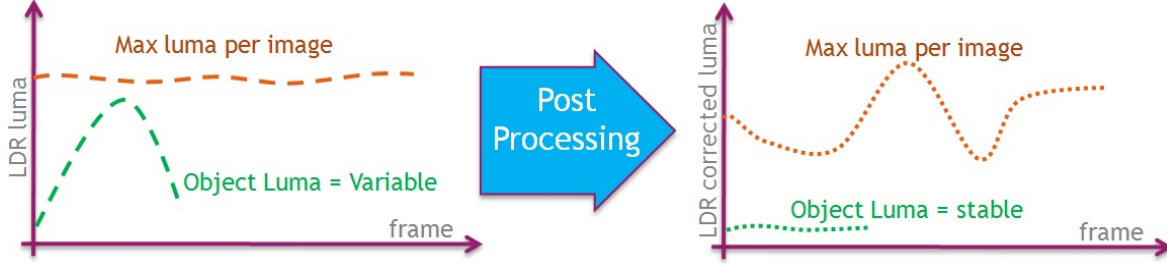 Max luma per image
LDR luma
Object Luma = Variable
frame
Post
Processing
Max luma per image
LDR corrected luma
Object Luma = stable
frame